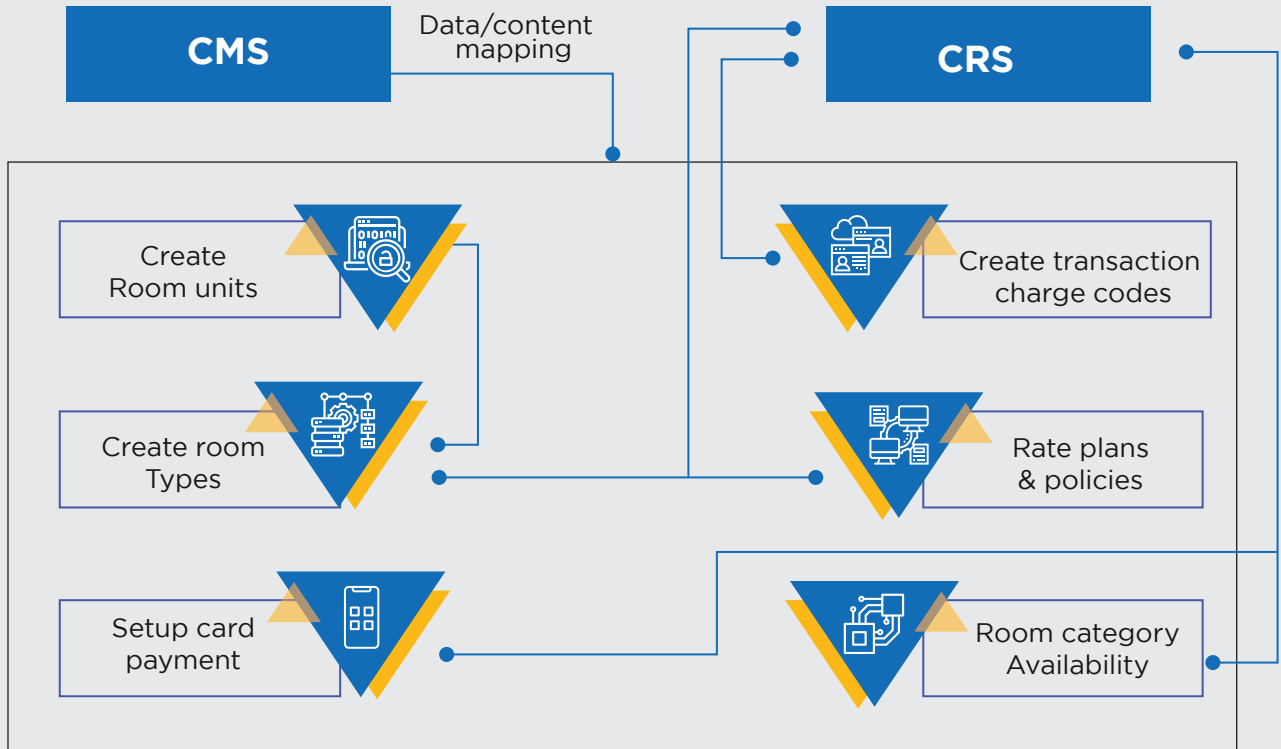 CMS
Data/content
mapping
CRS
Create
Room units
Create transaction
charge codes
Create room
Types
Rate plans
& policies
Setup card
payment
Room category
Availability